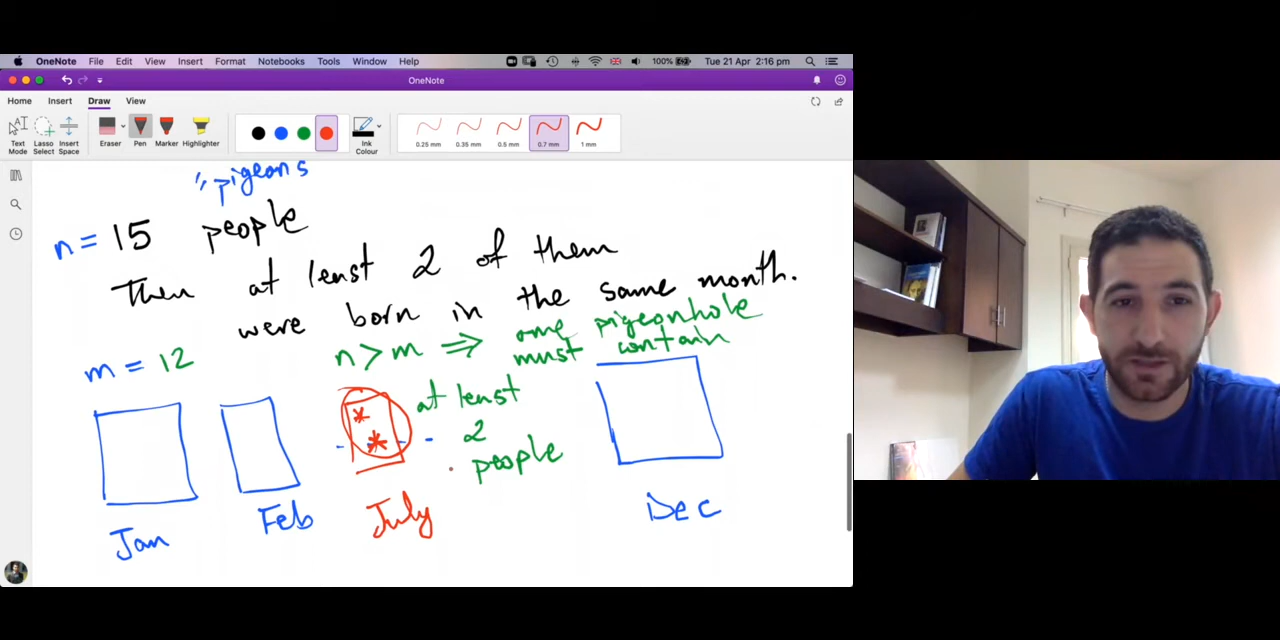 OneNote File Edit View Insert Format Notebooks Tools Window Help 100% Tue 21 Apr 2:16 pm
OneNote
Home Insert Draw View
Text Mode Lasso Select Insert Space Eraser Pen Marker Highlighter Ink Colour 0.25 mm 0.35 mm 0.5 mm 0.7 mm 1 mm
"pigeons
n = 15 people
Then at least 2 of them
were born in the same month.
m = 12 n > m ⇒ one pigeonhole
must contain
at least
2
people
Jan Feb July Dec